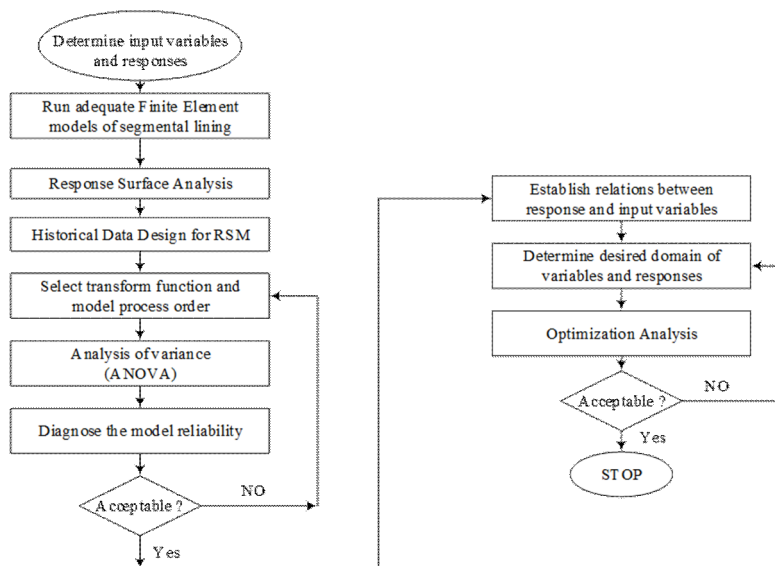 Determine input variables
and responses
Run adequate Finite Element
models of segmental lining
Response Surface Analysis
Historical Data Design for RSM
Select transform function and
model process order
Analysis of variance
(ANOVA)
Diagnose the model reliability
Acceptable ?
NO
Yes
Establish relations between
response and input variables
Determine desired domain of
variables and responses
Optimization Analysis
Acceptable ?
NO
Yes
STOP